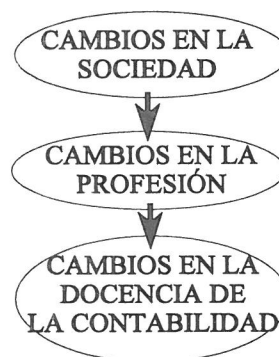 CAMBIOS EN LA
SOCIEDAD
CAMBIOS EN LA
PROFESIÓN
CAMBIOS EN LA
DOCENCIA DE
LA CONTABILIDAD